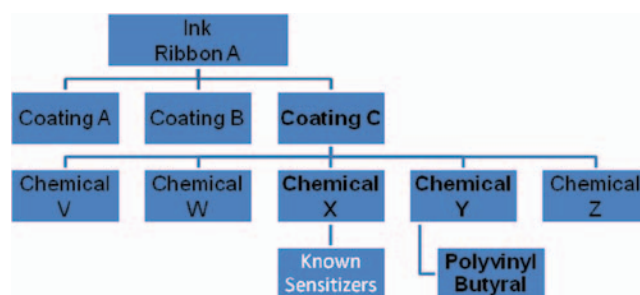 Ink
Ribbon A
Coating A
Coating B
Coating C
Chemical
V
Chemical
W
Chemical
X
Chemical
Y
Chemical
Z
Known
Sensitizers
Polyvinyl
Butyral